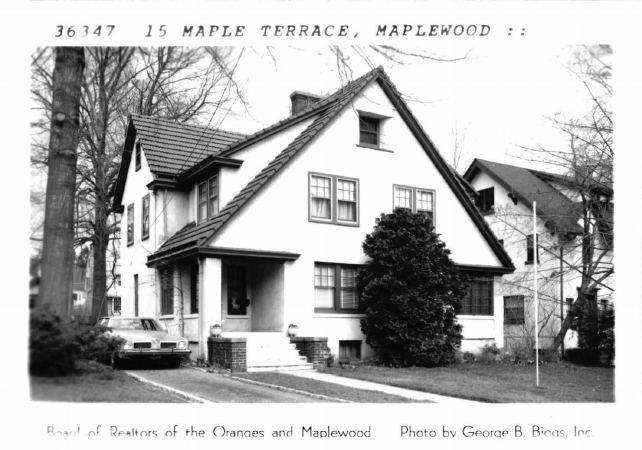 36347 15 MAPLE TERRACE, MAPLEWOOD ::
Board of Realtors of the Oranges and Maplewood Photo by George B. Biggs, Inc.